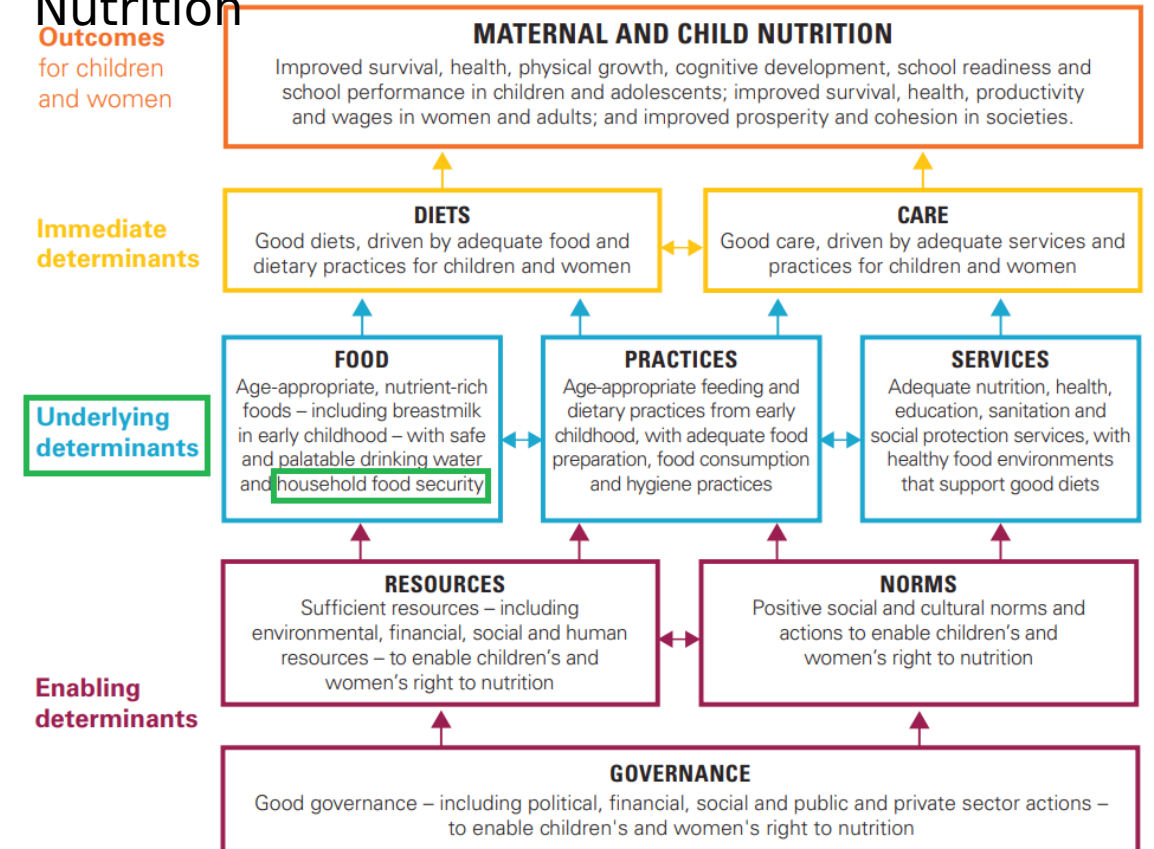 Nutrition
Outcomes
for children
and women
MATERNAL AND CHILD NUTRITION
Improved survival, health, physical growth, cognitive development, school readiness and
school performance in children and adolescents; improved survival, health, productivity
and wages in women and adults; and improved prosperity and cohesion in societies.
Immediate
determinants
DIETS
Good diets, driven by adequate food and
dietary practices for children and women
CARE
Good care, driven by adequate services and
practices for children and women
Underlying
determinants
FOOD
Age-appropriate, nutrient-rich
foods – including breastmilk
in early childhood – with safe
and palatable drinking water
and household food security
PRACTICES
Age-appropriate feeding and
dietary practices from early
childhood, with adequate food
preparation, food consumption
and hygiene practices
SERVICES
Adequate nutrition, health,
education, sanitation and
social protection services, with
healthy food environments
that support good diets
Enabling
determinants
RESOURCES
Sufficient resources – including
environmental, financial, social and human
resources – to enable children’s and
women’s right to nutrition
NORMS
Positive social and cultural norms and
actions to enable children’s and
women’s right to nutrition
GOVERNANCE
Good governance – including political, financial, social and public and private sector actions –
to enable children's and women's right to nutrition